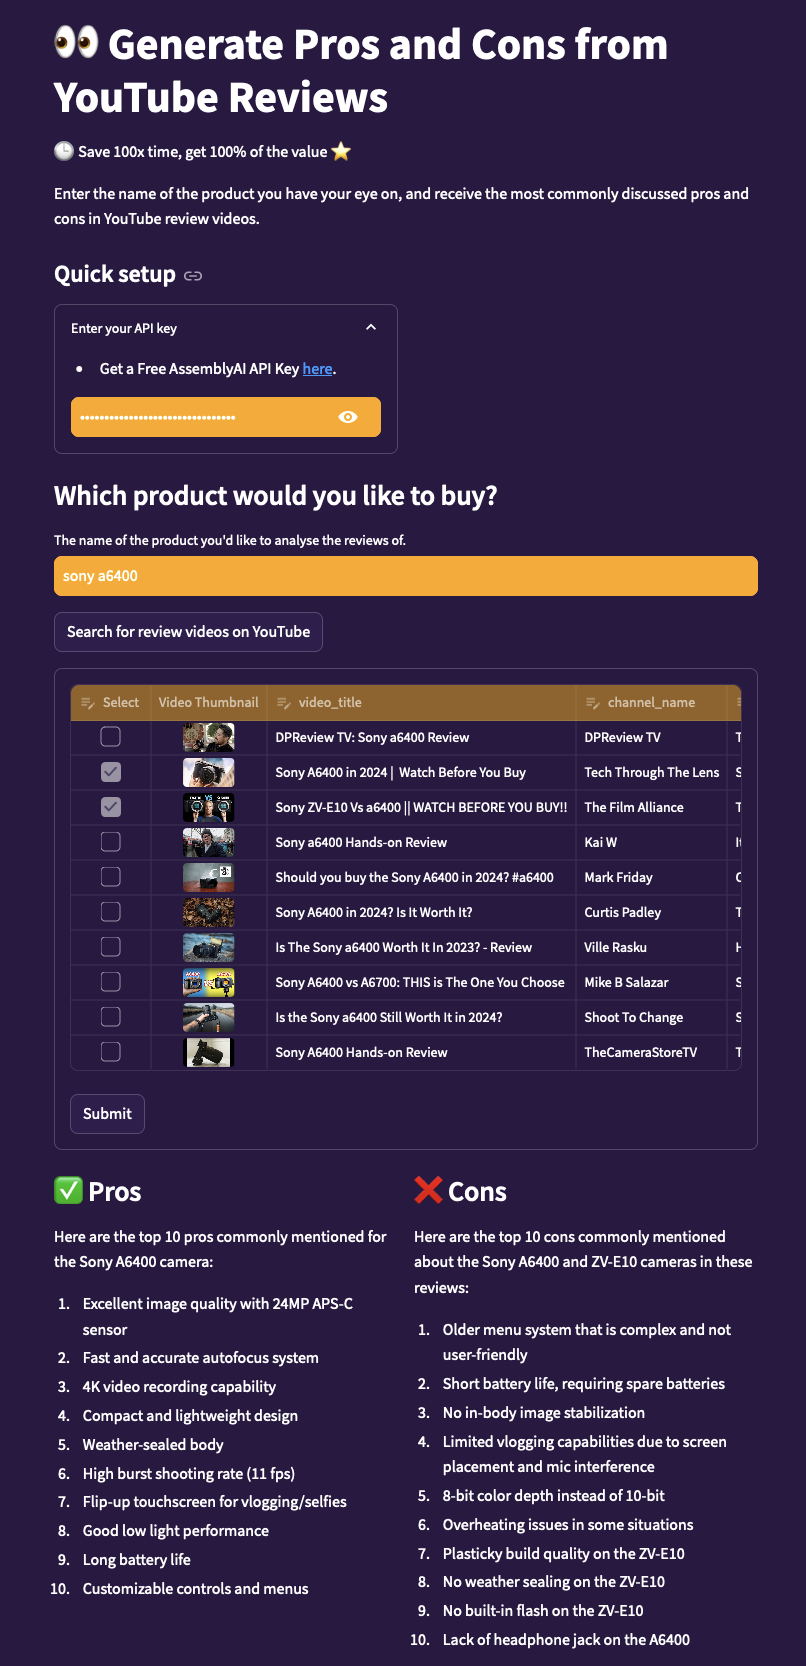 👀 Generate Pros and Cons from
YouTube Reviews
🕒 Save 100x time, get 100% of the value ⭐
Enter the name of the product you have your eye on, and receive the most commonly discussed pros and
cons in YouTube review videos.
Quick setup
Enter your API key
• Get a Free AssemblyAI API Key here.
Which product would you like to buy?
The name of the product you'd like to analyse the reviews of.
sony a6400
Search for review videos on YouTube
Select Video Thumbnail video_title channel_name
DPReview TV: Sony a6400 Review DPReview TV T
Sony A6400 in 2024 | Watch Before You Buy Tech Through The Lens S
Sony ZV-E10 Vs a6400 || WATCH BEFORE YOU BUY!! The Film Alliance T
Sony a6400 Hands-on Review Kai W It
Should you buy the Sony A6400 in 2024? #a6400 Mark Friday
Sony A6400 in 2024? Is It Worth It? Curtis Padley T
Is The Sony a6400 Worth It In 2023? - Review Ville Rasku H
Sony A6400 vs A6700: THIS is The One You Choose Mike B Salazar S
Is the Sony a6400 Still Worth It in 2024? Shoot To Change S
Sony A6400 Hands-on Review TheCameraStoreTV T
Submit
✅ Pros
Here are the top 10 pros commonly mentioned for
the Sony A6400 camera:
1. Excellent image quality with 24MP APS-C
sensor
2. Fast and accurate autofocus system
3. 4K video recording capability
4. Compact and lightweight design
5. Weather-sealed body
6. High burst shooting rate (11 fps)
7. Flip-up touchscreen for vlogging/selfies
8. Good low light performance
9. Long battery life
10. Customizable controls and menus
❌ Cons
Here are the top 10 cons commonly mentioned
about the Sony A6400 and ZV-E10 cameras in these
reviews:
1. Older menu system that is complex and not
user-friendly
2. Short battery life, requiring spare batteries
3. No in-body image stabilization
4. Limited vlogging capabilities due to screen
placement and mic interference
5. 8-bit color depth instead of 10-bit
6. Overheating issues in some situations
7. Plasticky build quality on the ZV-E10
8. No weather sealing on the ZV-E10
9. No built-in flash on the ZV-E10
10. Lack of headphone jack on the A6400